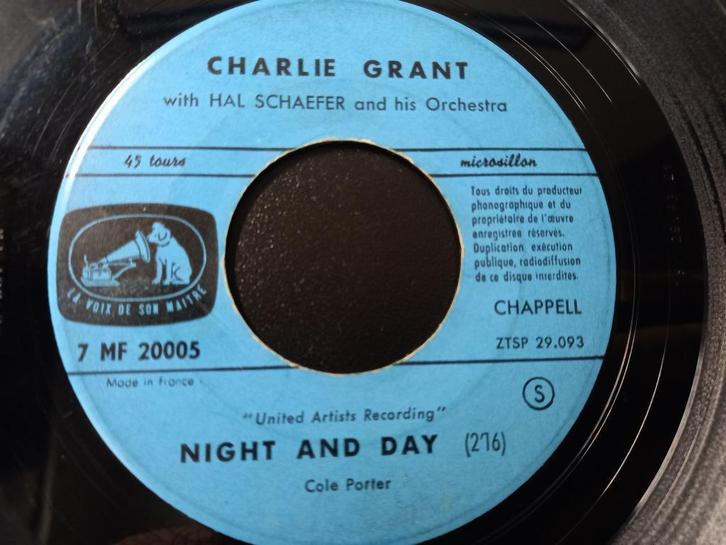 CHARLIE GRANT
with HAL SCHAEFER and his Orchestra
45 tours
microsillon
Tous droits du producteur
phonographique et du
propriétaire de l'œuvre
enregistrée réservés.
Duplication, exécution
publique, radiodiffusion
de ce disque interdites.
LA VOIX DE SON MAITRE
CHAPPELL
7 MF 20005
ZTSP 29.093
Made in France
S
"United Artists Recording"
NIGHT AND DAY (2'16)
Cole Porter